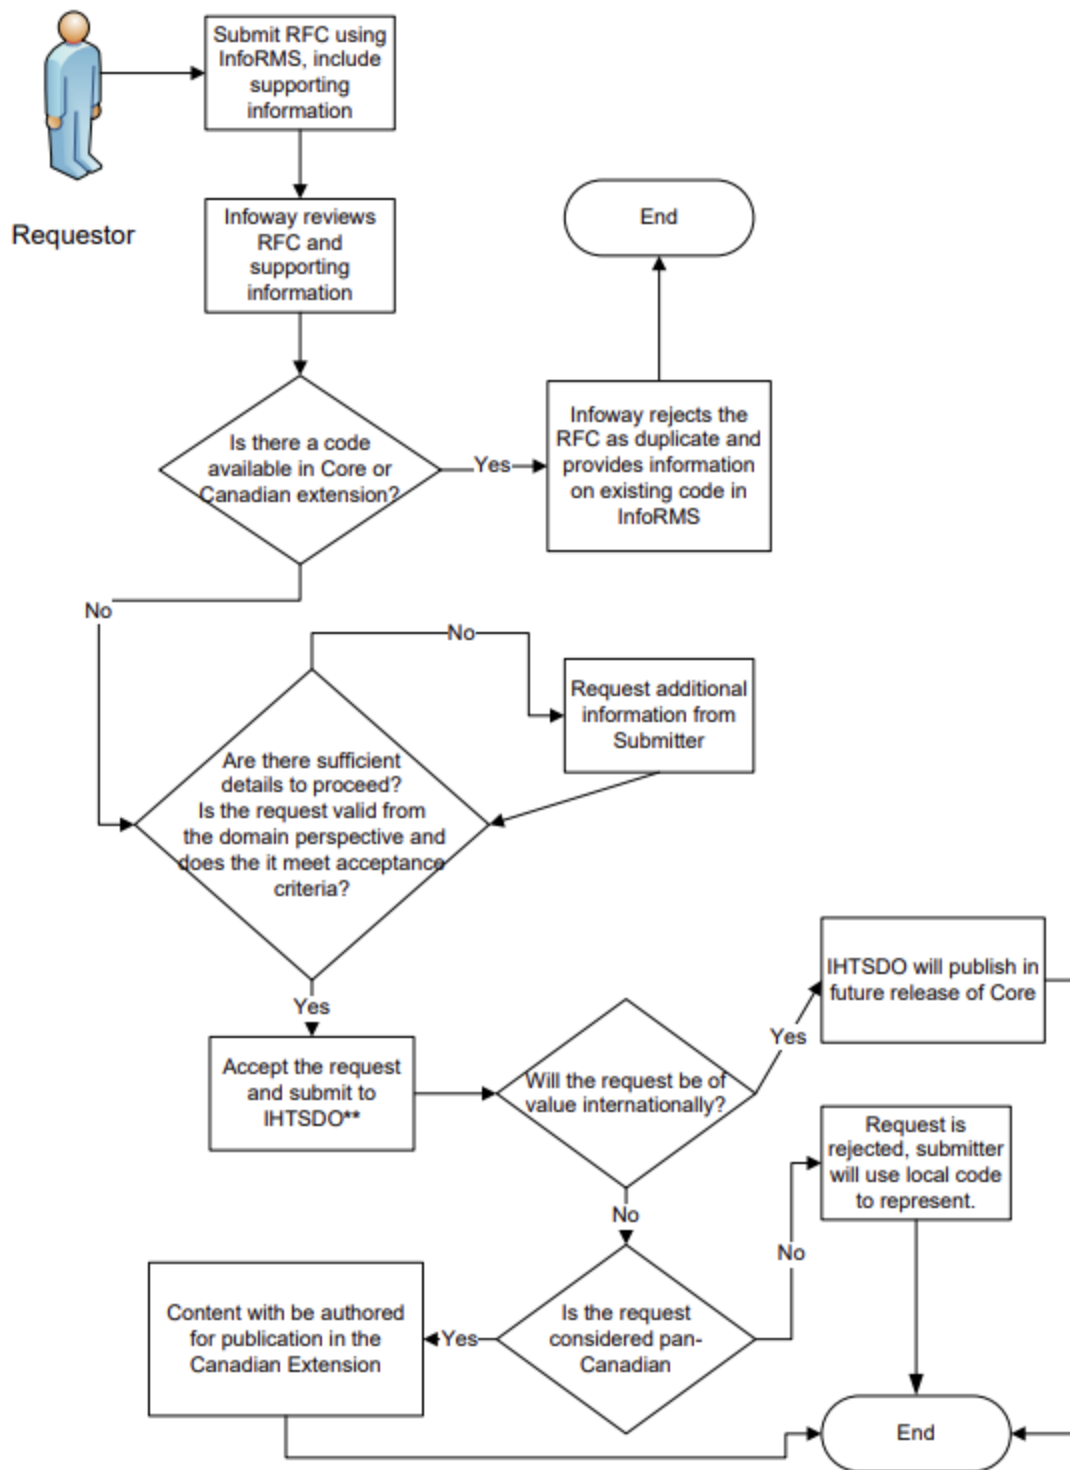 Submit RFC using
InfoRMS, include
supporting
information
Requestor
Infoway reviews
RFC and
supporting
information
End
Is there a code
available in Core or
Canadian extension?
Yes
Infoway rejects the
RFC as duplicate and
provides information
on existing code in
InfoRMS
No
No
Request additional
information from
Submitter
Are there sufficient
details to proceed?
Is the request valid from
the domain perspective and
does the it meet acceptance
criteria?
Yes
Accept the request
and submit to
IHTSDO**
Will the request be of
value internationally?
Yes
IHTSDO will publish in
future release of Core
No
Request is
rejected, submitter
will use local code
to represent.
No
Is the request
considered pan-
Canadian
Yes
Content with be authored
for publication in the
Canadian Extension
End